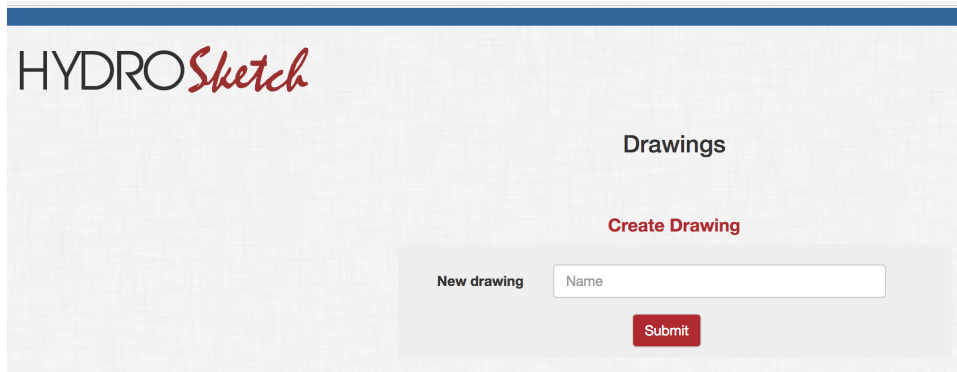 HYDROSketch
Drawings
Create Drawing
New drawing Name
Submit